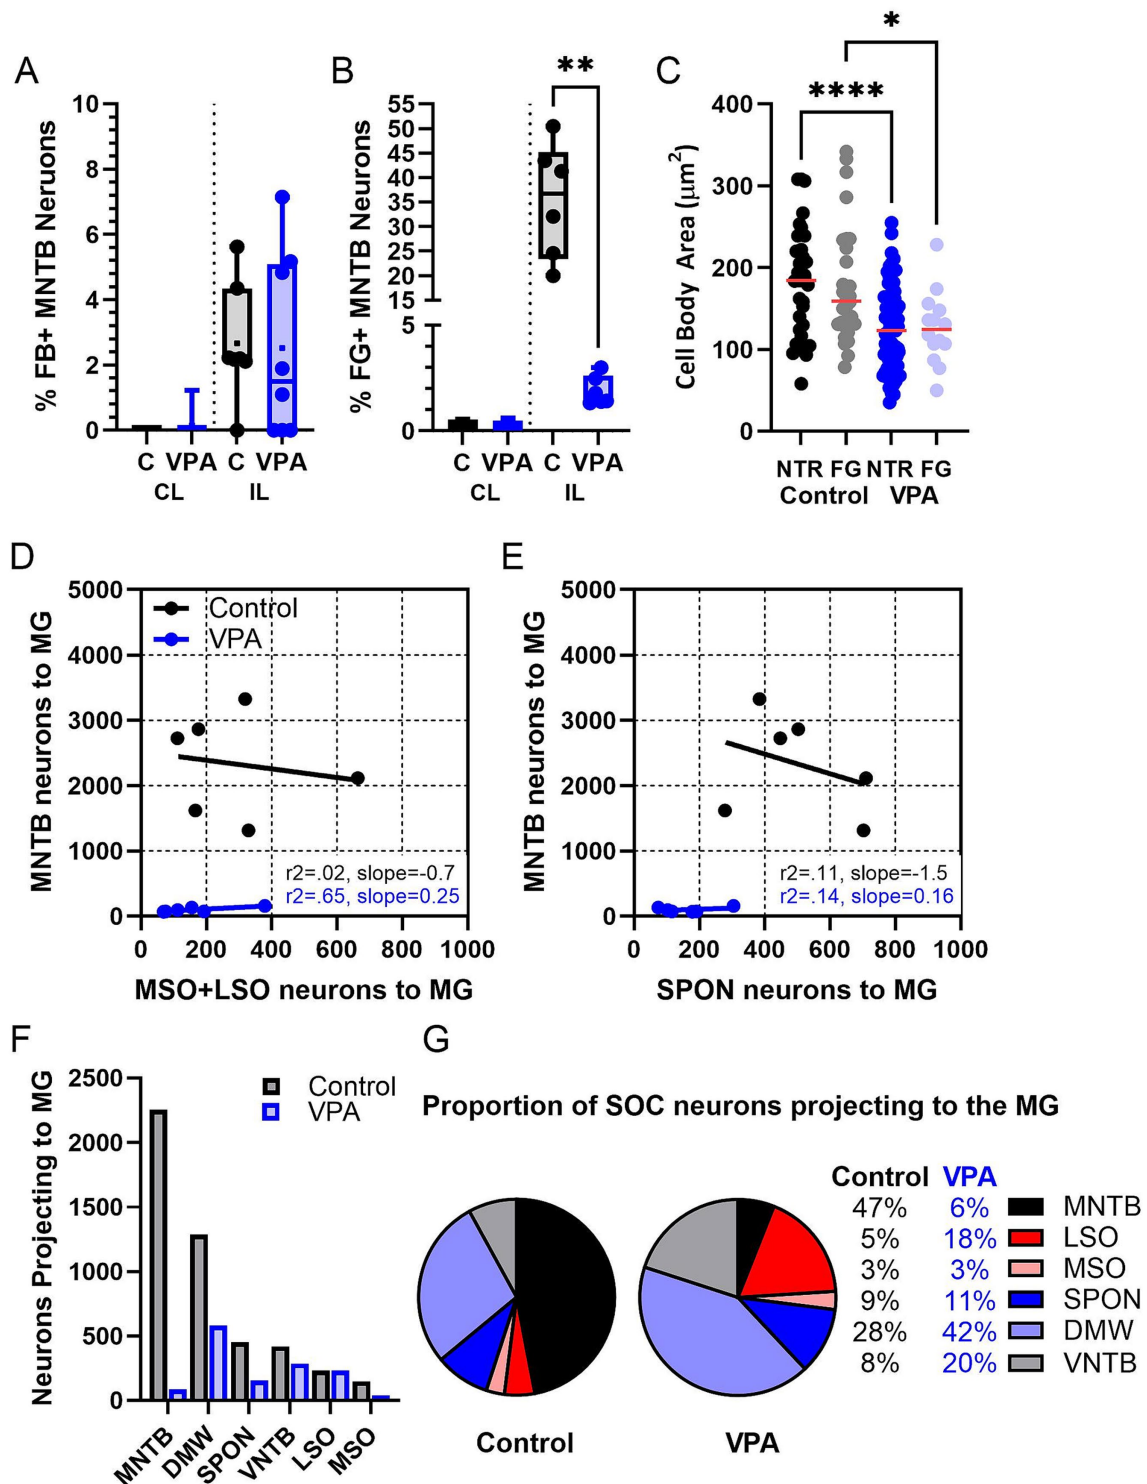 A
% FB+ MNTB Neruons
10
8
6
4
2
0
C VPA C VPA
CL IL
B
**
% FG+ MNTB Neurons
55
50
45
40
35
30
25
20
15
5
0
C VPA C VPA
CL IL
C
*
****
Cell Body Area (μm2)
400
300
200
100
0
NTR FG NTR FG
Control VPA
D
MNTB neurons to MG
5000
4000
3000
2000
1000
0
Control
VPA
r2=.02, slope=-0.7
r2=.65, slope=0.25
0 200 400 600 800 1000
MSO+LSO neurons to MG
E
MNTB neurons to MG
5000
4000
3000
2000
1000
0
r2=.11, slope=-1.5
r2=.14, slope=0.16
0 200 400 600 800 1000
SPON neurons to MG
F
Neurons Projecting to MG
2500
2000
1500
1000
500
0
Control
VPA
MNTB DMW SPON VNTB LSO MSO
G
Proportion of SOC neurons projecting to the MG
Control VPA
47% 6% MNTB
5% 18% LSO
3% 3% MSO
9% 11% SPON
28% 42% DMW
8% 20% VNTB
Control VPA